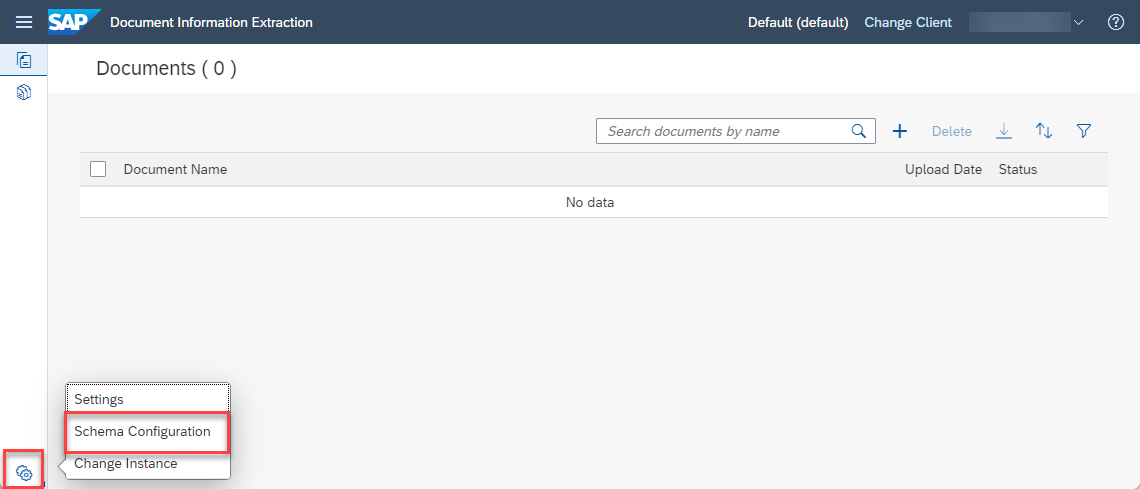 SAP Document Information Extraction Default (default) Change Client
Documents ( 0 )
Search documents by name Delete
Document Name Upload Date Status
No data
Settings
Schema Configuration
Change Instance